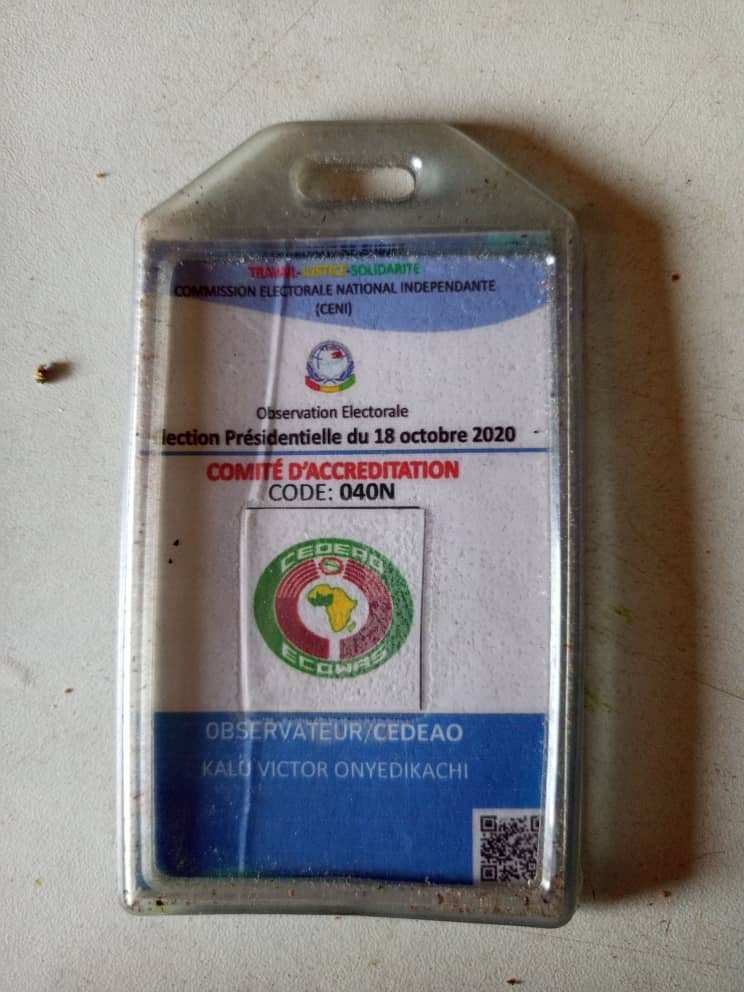 TRAVAIL-JUSTICE-SOLIDARITE
COMMISSION ELECTORALE NATIONAL INDEPENDANTE
(CENI)
Observation Electorale
lection Présidentielle du 18 octobre 2020
COMITÉ D'ACCREDITATION
CODE: 040N
CEDEAO
ECOWAS
OBSERVATEUR/CEDEAO
KALU VICTOR ONYEDIKACHI